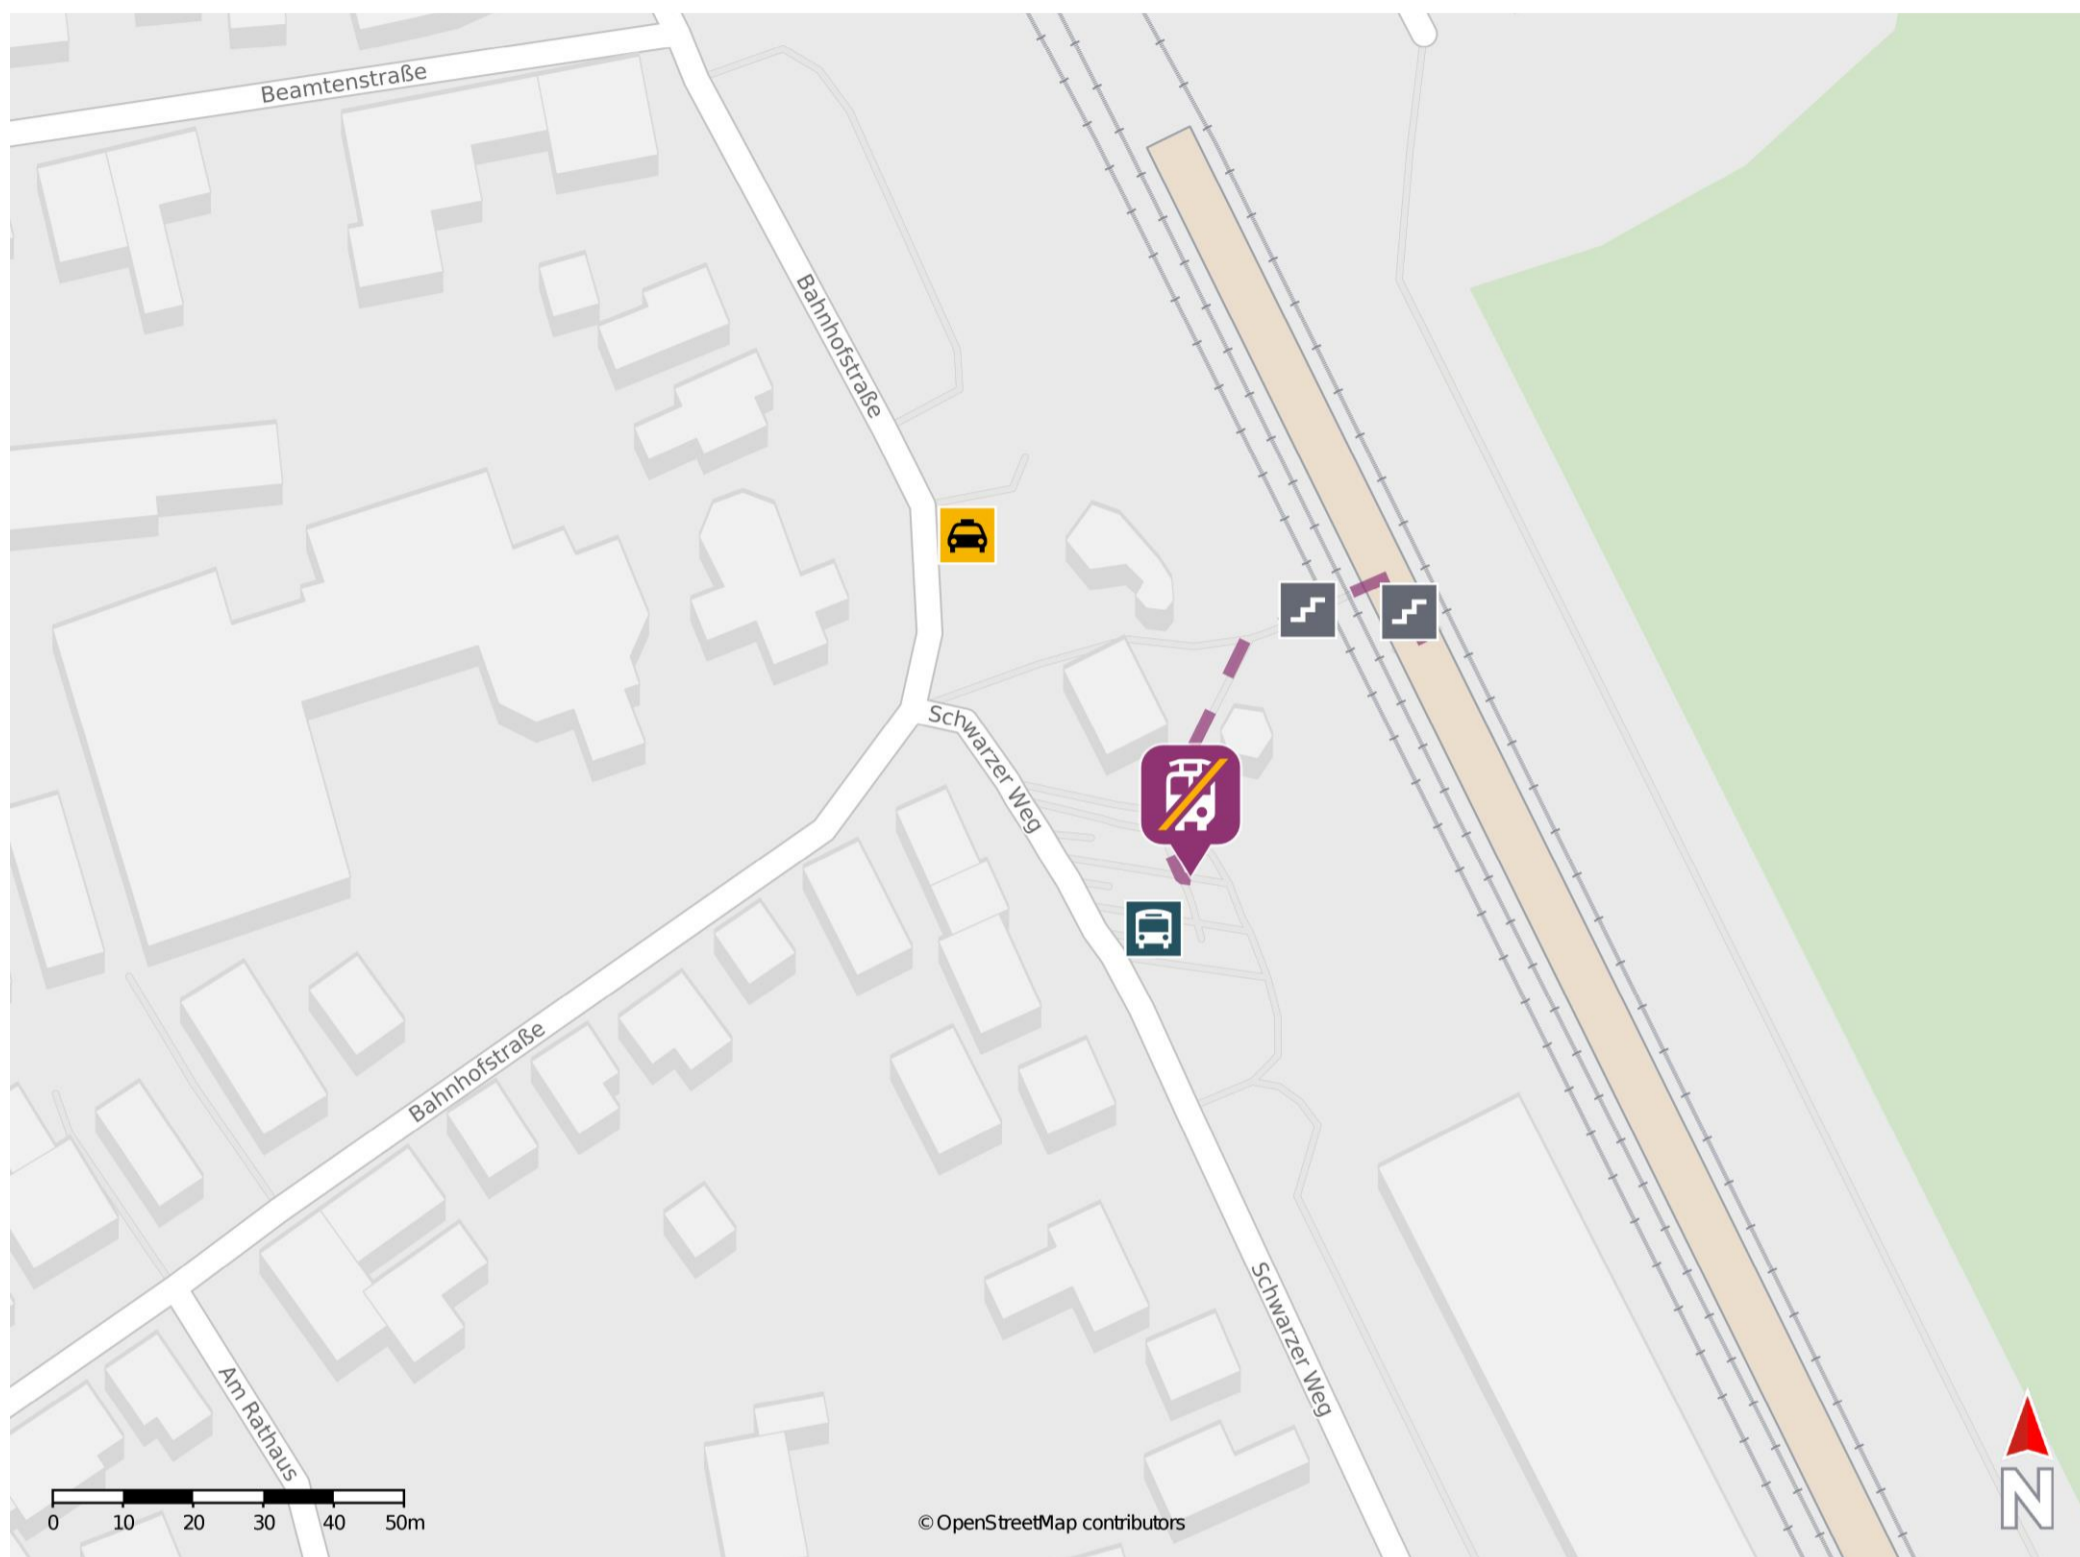 Beamtenstraße
Bahnhofstraße
Schwarzer Weg
Bahnhofstraße
Schwarzer Weg
Am Rathaus
0 10 20 30 40 50m
© OpenStreetMap contributors
N